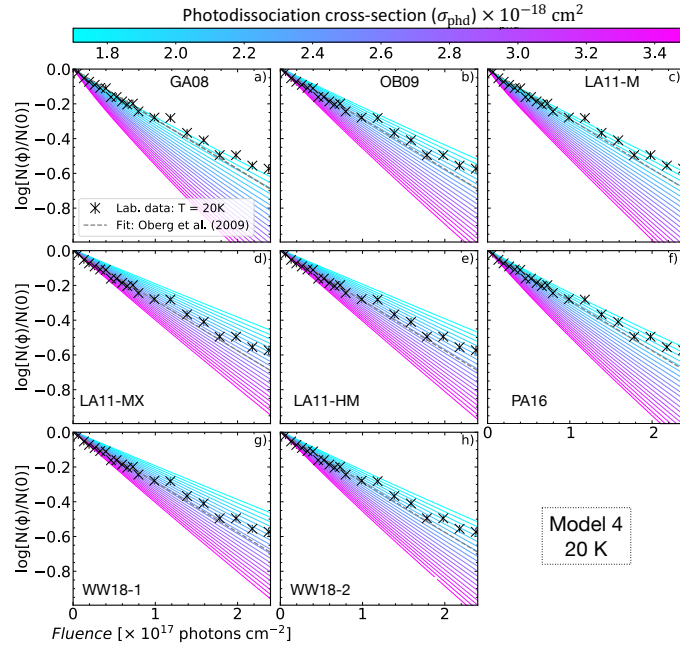 Photodissociation cross-section (σphd) × 10⁻¹⁸ cm²
1.8 2.0 2.2 2.4 2.6 2.8 3.0 3.2 3.4
log[N(ϕ)/N(0)]
0.0
−0.2
−0.4
−0.6
−0.8
GA08
a)
Lab. data: T = 20K
Fit: Oberg et al. (2009)
OB09
b)
LA11-M
c)
log[N(ϕ)/N(0)]
0.0
−0.2
−0.4
−0.6
−0.8
d)
LA11-MX
e)
LA11-HM
f)
PA16
0 1 2
log[N(ϕ)/N(0)]
0.0
−0.2
−0.4
−0.6
−0.8
g)
WW18-1
h)
WW18-2
Model 4
20 K
0 1 2
0 1 2
Fluence [× 10¹⁷ photons cm⁻²]